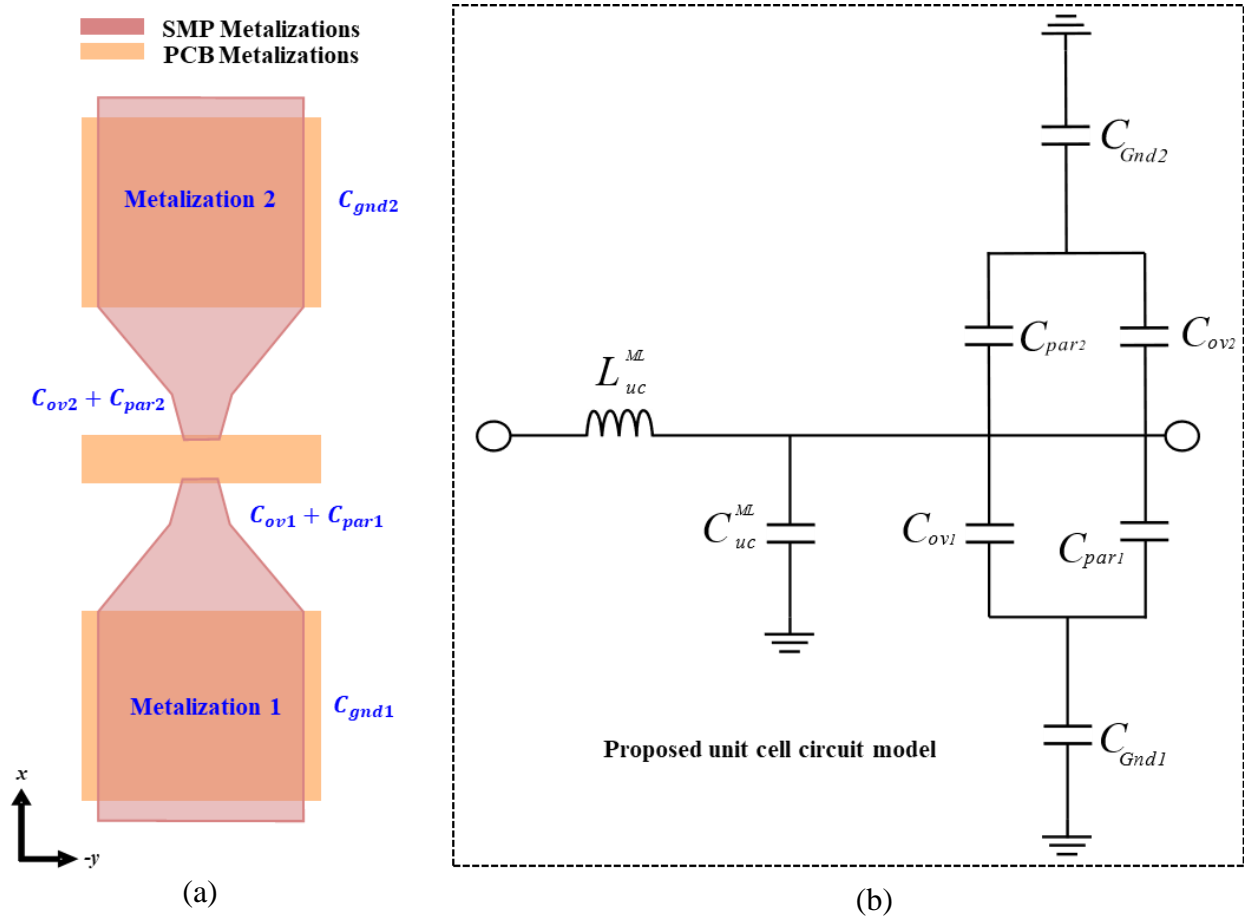 SMP Metalizations
PCB Metalizations
Metalization 2
C_gnd2
C_ov2 + C_par2
C_ov1 + C_par1
Metalization 1
C_gnd1
x
-y
(a)
C_Gnd2
C_par2
C_ov2
L_uc^ML
C_uc^ML
C_ov1
C_par1
C_Gnd1
Proposed unit cell circuit model
(b)